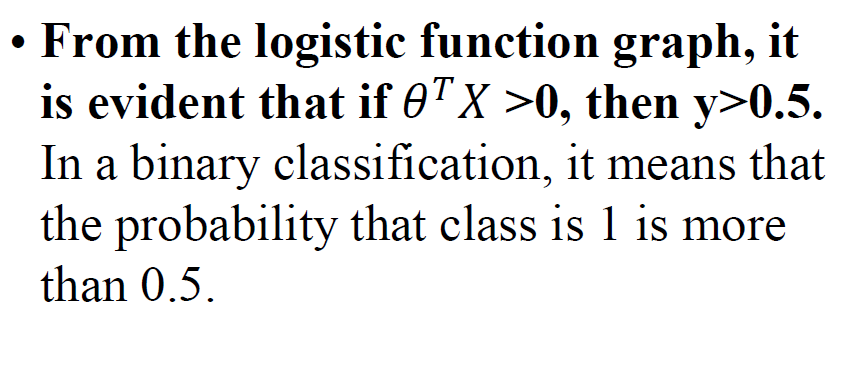 • From the logistic function graph, it
is evident that if θᵀX >0, then y>0.5.
In a binary classification, it means that
the probability that class is 1 is more
than 0.5.